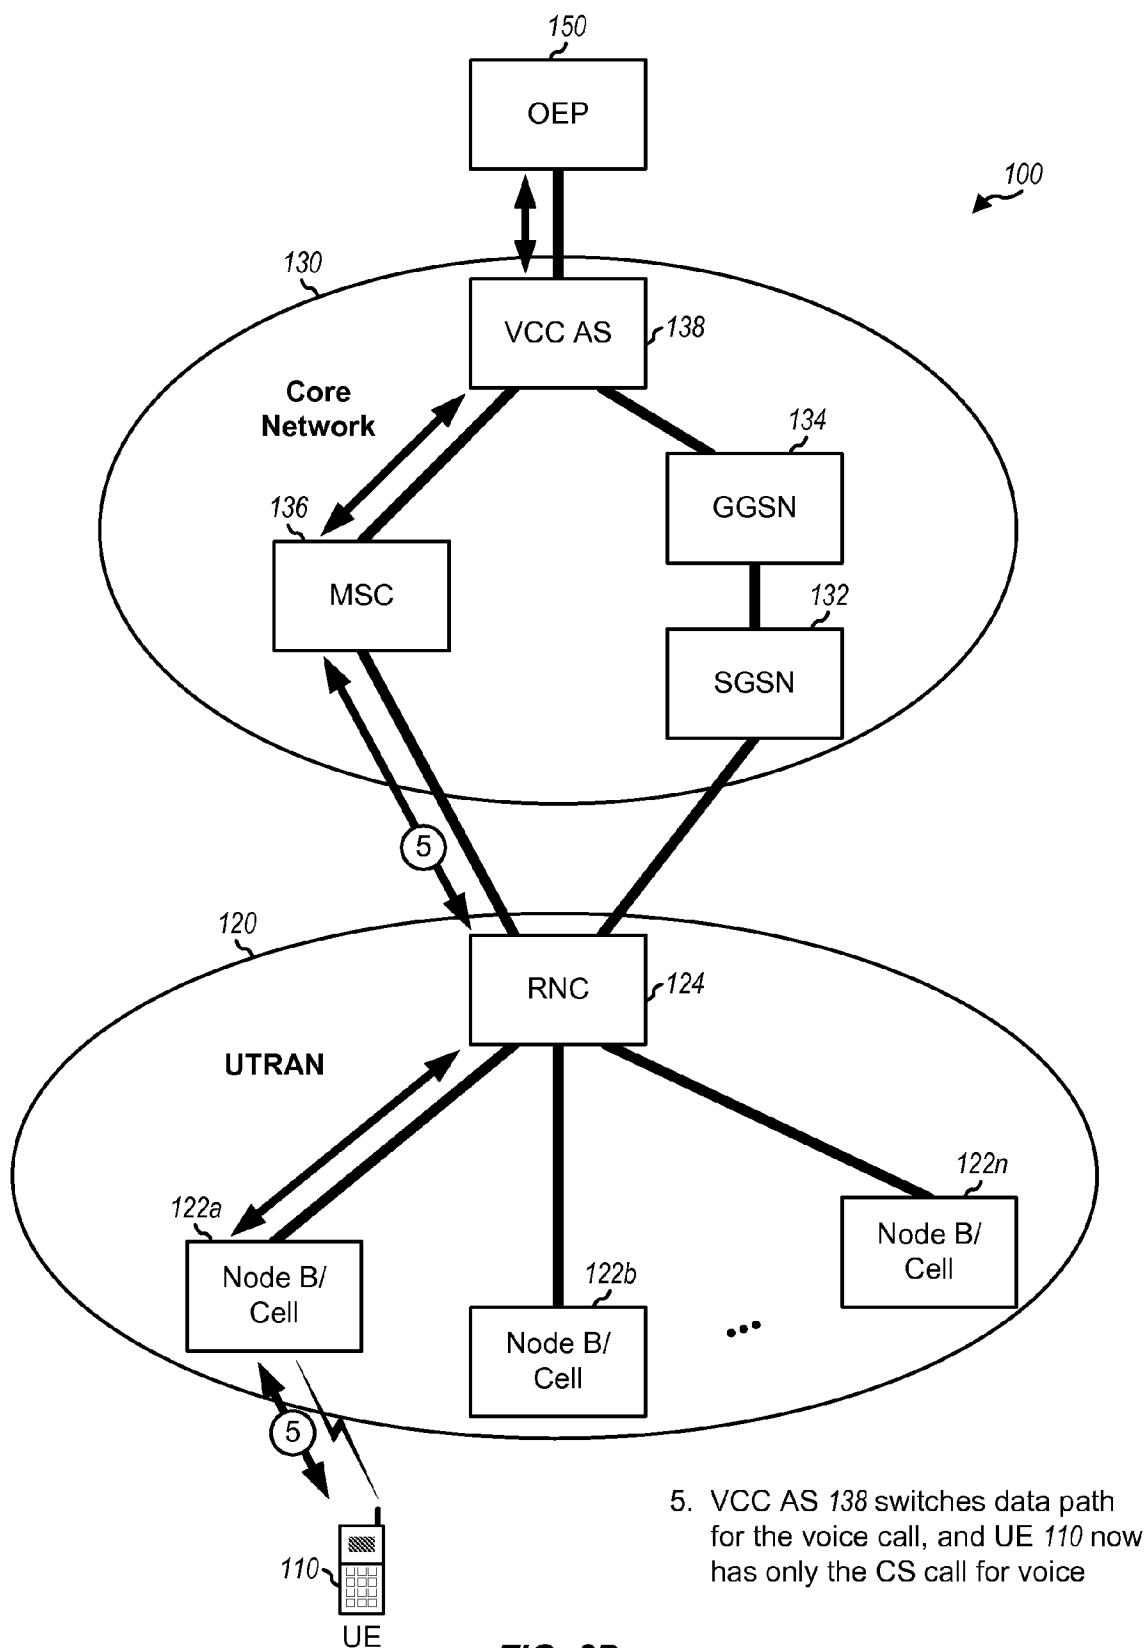 150
OEP
100
130
VCC AS
138
Core
Network
134
GGSN
136
MSC
132
SGSN
5
120
RNC
124
UTRAN
122n
122a
Node B/
Cell
Node B/
Cell
122b
Node B/
Cell
...
5
5. VCC AS 138 switches data path
for the voice call, and UE 110 now
has only the CS call for voice
110
UE